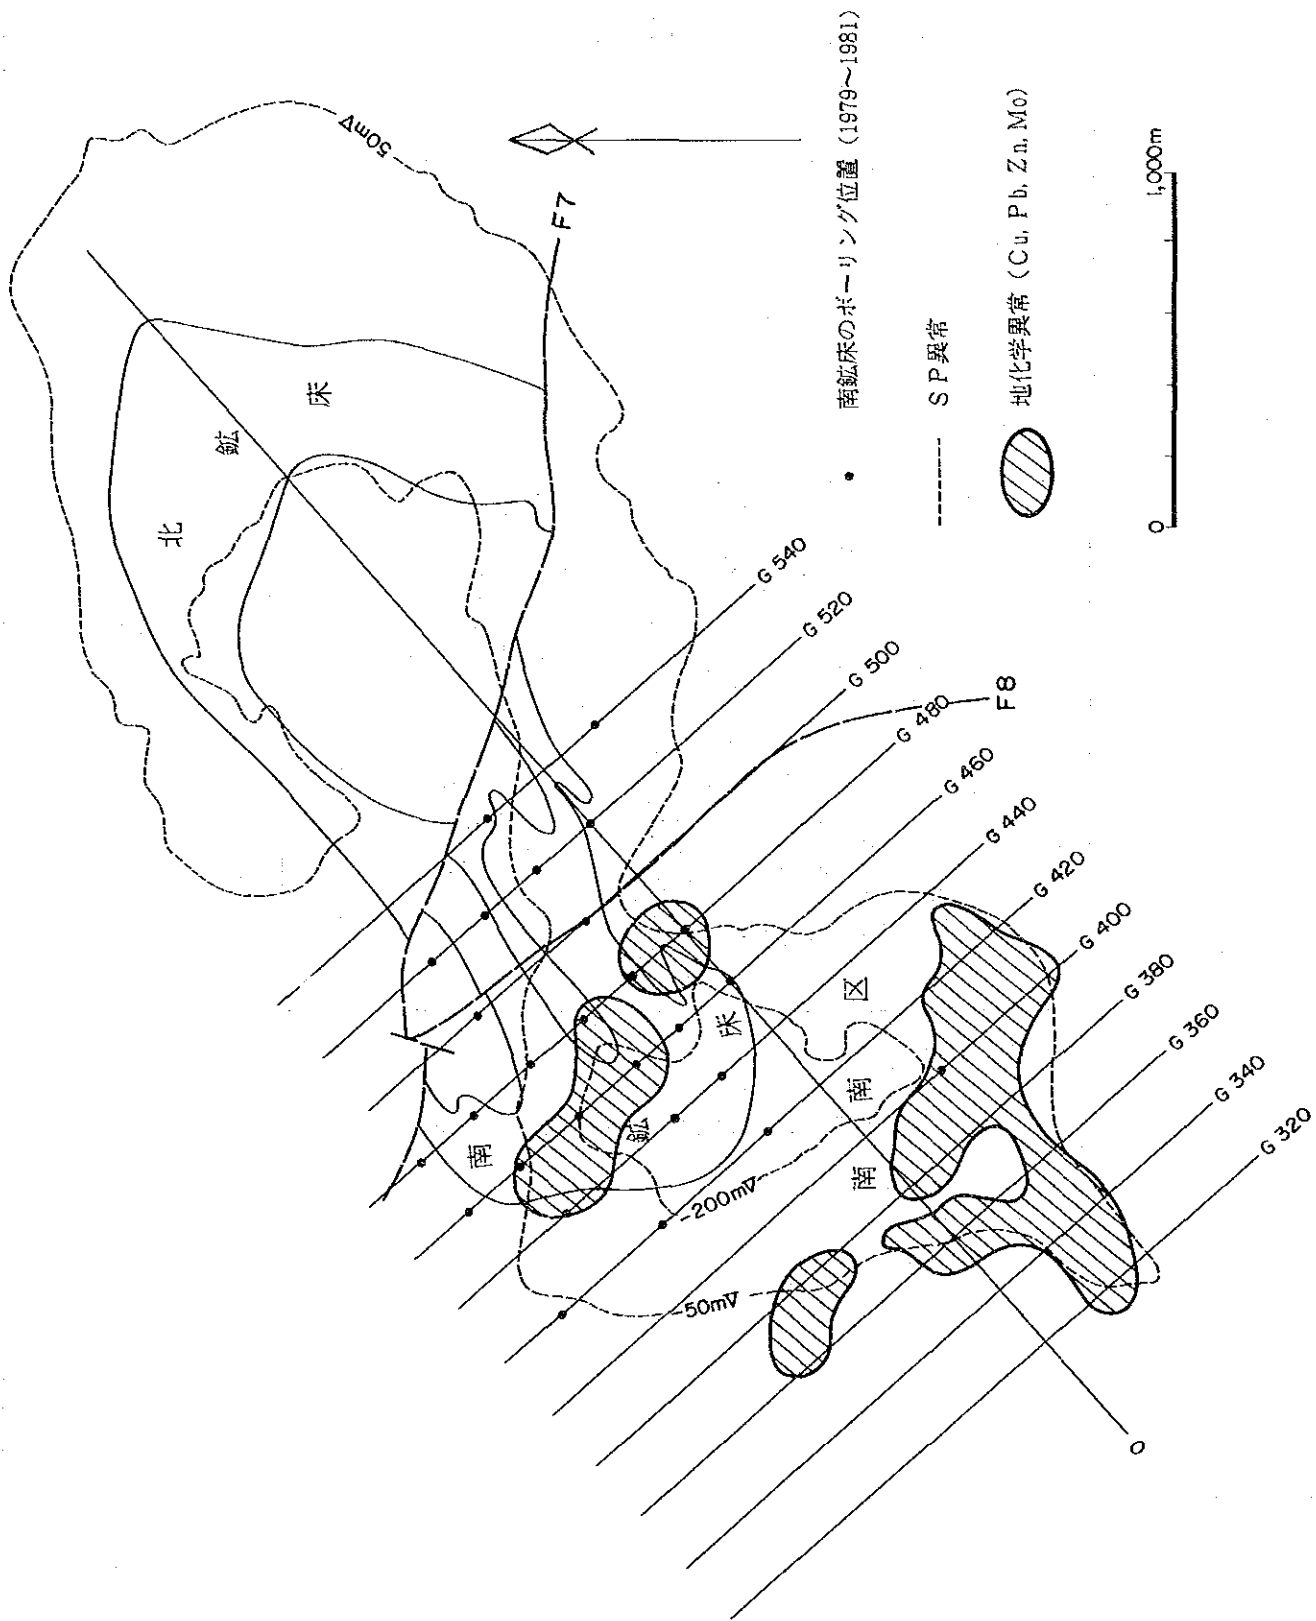 50mV
F7
北鉱床
G 540
G 520
G 500
G 480
F8
G 460
G 440
G 420
G 400
G 380
G 360
G 340
G 320
南鉱床
南南区
-200mV
-50mV
O
南鉱床のボーリング位置 (1979~1981)
SP異常
地化学異常 (Cu, Pb, Zn, Mo)
0
1,000m